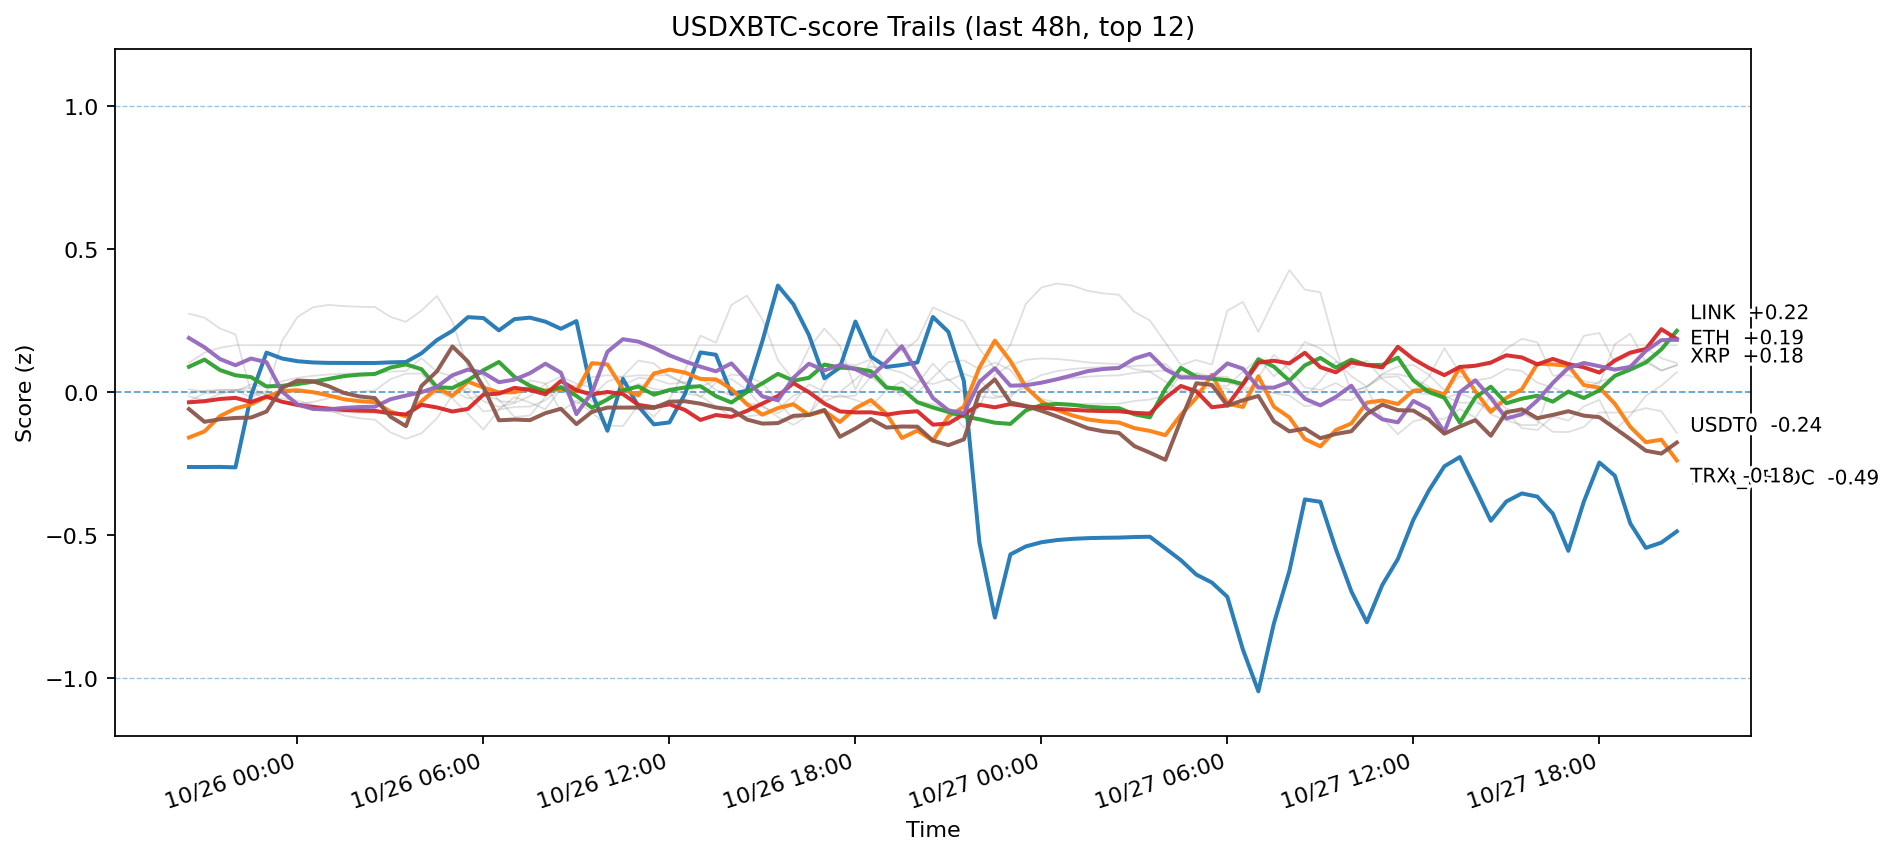 USDXBTC-score Trails (last 48h, top 12)
Score (z)
1.0
0.5
0.0
−0.5
−1.0
LINK +0.22
ETH +0.19
XRP +0.18
USDT0 -0.24
TRX -0.18
-0.49
10/26 00:00
10/26 06:00
10/26 12:00
10/26 18:00
10/27 00:00
10/27 06:00
10/27 12:00
10/27 18:00
Time